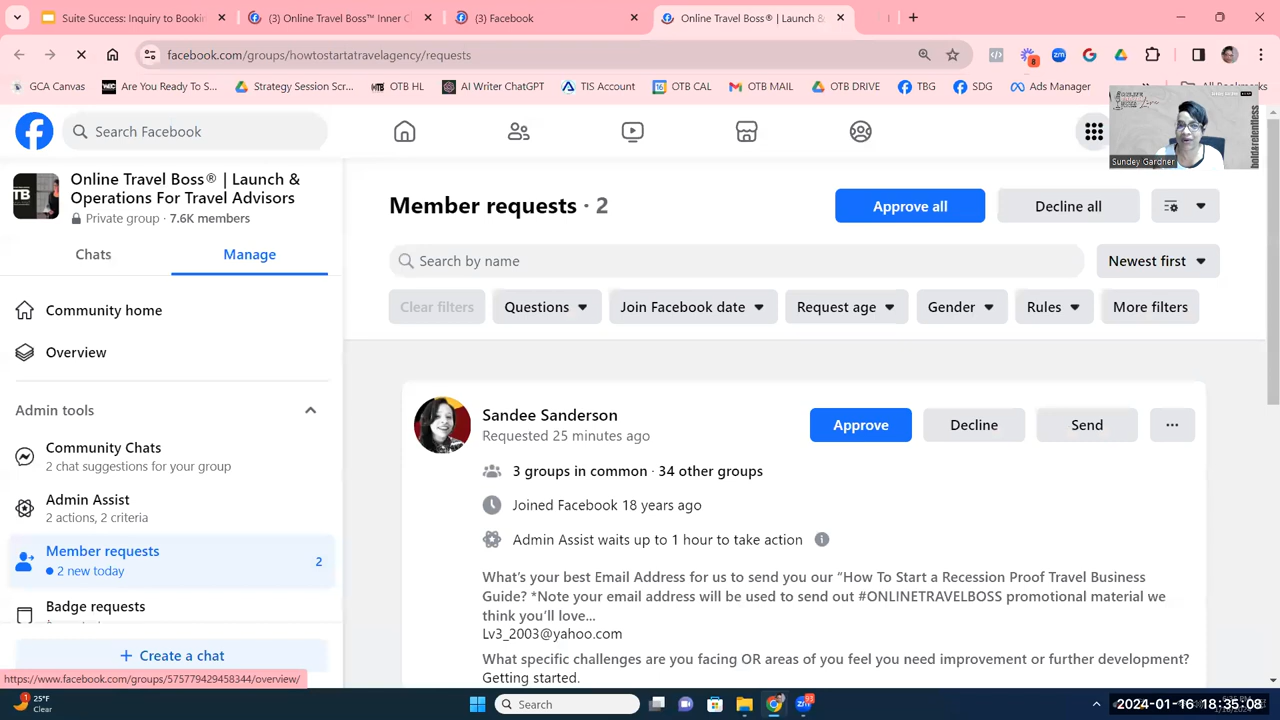 Suite Success: Inquiry to Bookin
(3) Online Travel Boss™ Inner C
(3) Facebook
Online Travel Boss® | Launch &
facebook.com/groups/howtostartatravelagency/requests
8
GCA Canvas
Are You Ready To S...
Strategy Session Scr...
OTB HL
AI Writer ChatGPT
TIS Account
OTB CAL
OTB MAIL
OTB DRIVE
TBG
SDG
Ads Manager
All Bookmarks
Search Facebook
Sundey Gardner
bold&relentless
Online Travel Boss® | Launch &
Operations For Travel Advisors
Private group · 7.6K members
Chats
Manage
Community home
Overview
Admin tools
Community Chats
2 chat suggestions for your group
Admin Assist
2 actions, 2 criteria
Member requests
2 new today
2
Badge requests
+ Create a chat
https://www.facebook.com/groups/575779429458344/overview/
Member requests · 2
Approve all
Decline all
Search by name
Newest first
Clear filters
Questions
Join Facebook date
Request age
Gender
Rules
More filters
Sandee Sanderson
Requested 25 minutes ago
Approve
Decline
Send
3 groups in common · 34 other groups
Joined Facebook 18 years ago
Admin Assist waits up to 1 hour to take action
What's your best Email Address for us to send you our "How To Start a Recession Proof Travel Business
Guide? *Note your email address will be used to send out #ONLINETRAVELBOSS promotional material we
think you'll love...
Lv3_2003@yahoo.com
What specific challenges are you facing OR areas of you feel you need improvement or further development?
Getting started.
25°F
Clear
Search
2024-01-16 18:35:08